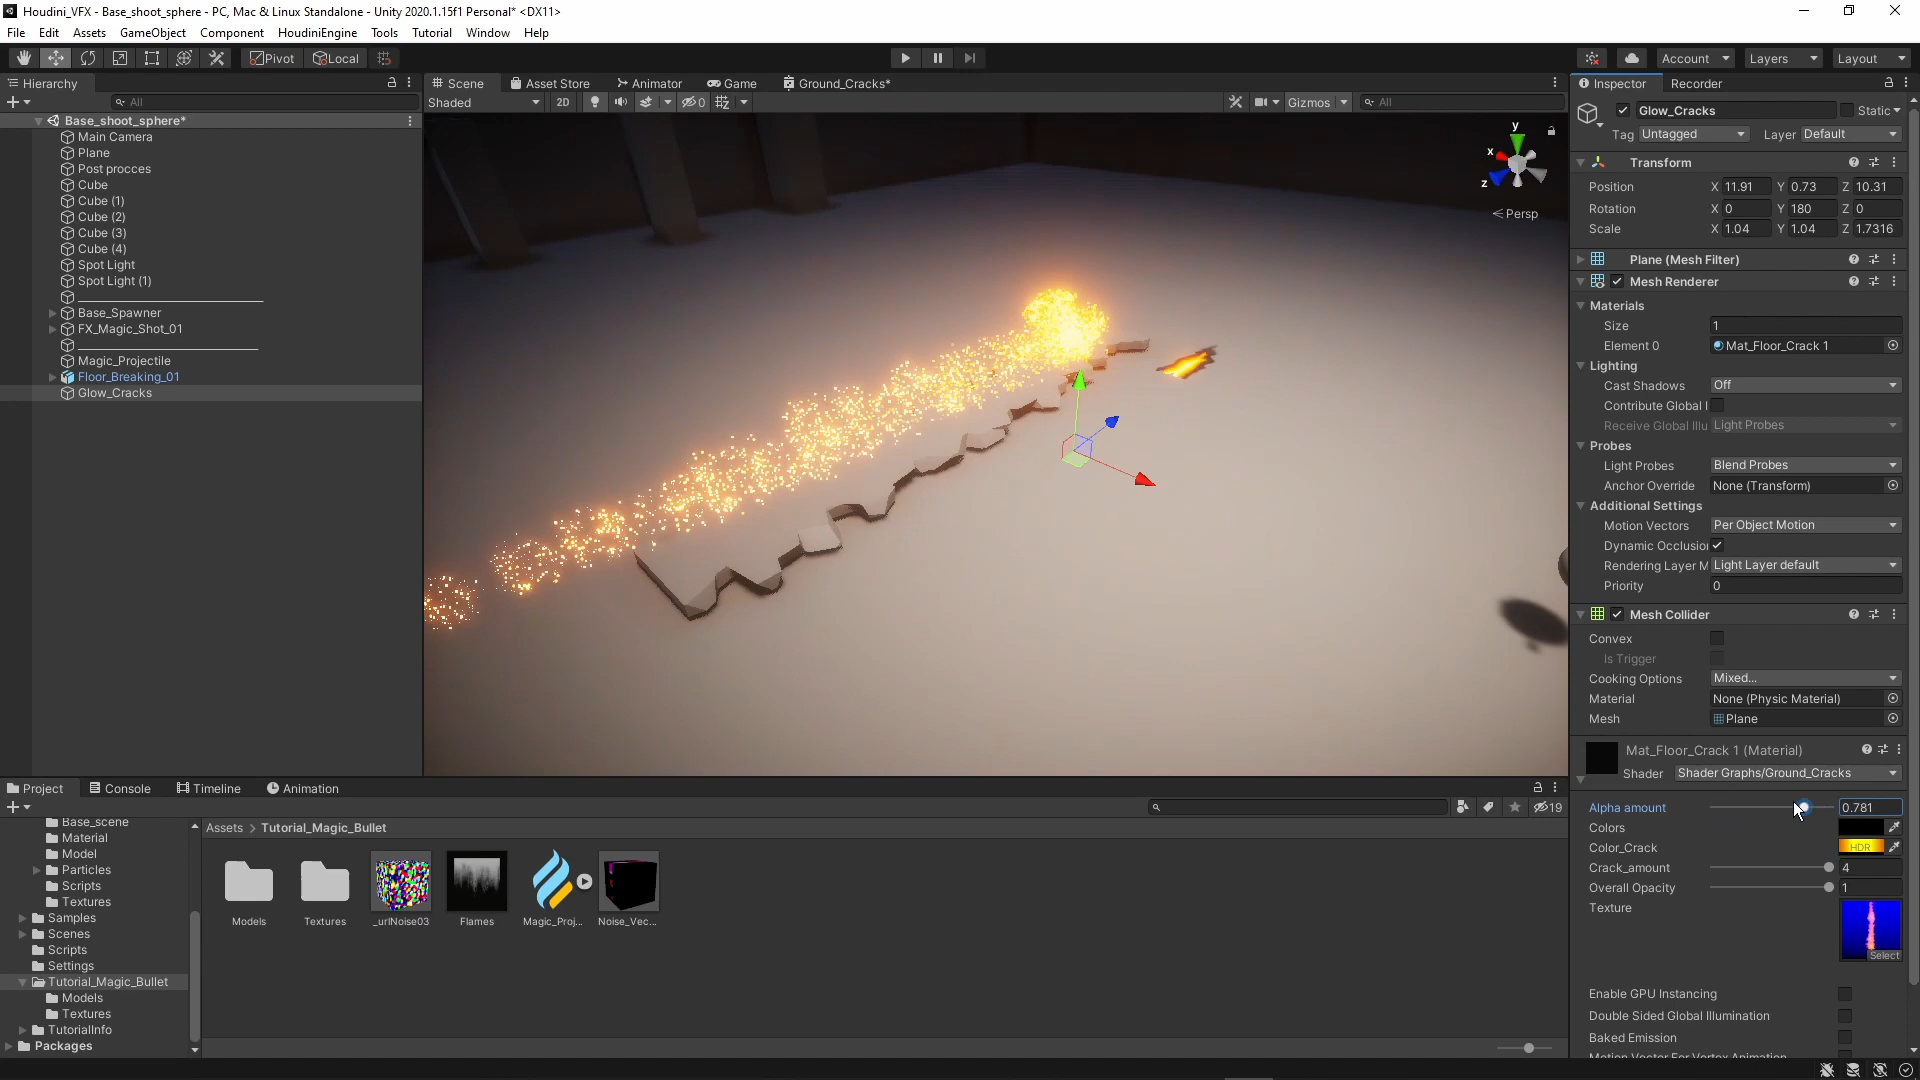 Houdini_VFX - Base_shoot_sphere - PC, Mac & Linux Standalone - Unity 2020.1.15f1 Personal* <DX11>
File Edit Assets GameObject Component HoudiniEngine Tools Tutorial Window Help
Pivot Local Account Layers Layout
Hierarchy Scene Asset Store Animator Game Ground_Cracks* Inspector Recorder
All Shaded 2D 0 Gizmos All
Glow_Cracks Static
Tag Untagged Layer Default
Base_shoot_sphere*
Main Camera
Plane
Post procces
Cube
Cube (1)
Cube (2)
Cube (3)
Cube (4)
Spot Light
Spot Light (1)
Base_Spawner
FX_Magic_Shot_01
Magic_Projectile
Floor_Breaking_01
Glow_Cracks
y
x
z
Persp
Transform
Position X 11.91 Y 0.73 Z 10.31
Rotation X 0 Y 180 Z 0
Scale X 1.04 Y 1.04 Z 1.7316
Plane (Mesh Filter)
Mesh Renderer
Materials
Size 1
Element 0 Mat_Floor_Crack 1
Lighting
Cast Shadows Off
Contribute Global I
Receive Global Illu Light Probes
Probes
Light Probes Blend Probes
Anchor Override None (Transform)
Additional Settings
Motion Vectors Per Object Motion
Dynamic Occlusion
Rendering Layer M Light Layer default
Priority 0
Mesh Collider
Convex
Is Trigger
Cooking Options Mixed...
Material None (Physic Material)
Mesh Plane
Mat_Floor_Crack 1 (Material)
Shader Shader Graphs/Ground_Cracks
Alpha amount 0.781
Colors
Color_Crack HDR
Crack_amount 4
Overall Opacity 1
Texture
Select
Enable GPU Instancing
Double Sided Global Illumination
Baked Emission
Motion Vector For Vertex Animation
Project Console Timeline Animation
19
Base_scene
Material
Model
Particles
Scripts
Textures
Samples
Scenes
Scripts
Settings
Tutorial_Magic_Bullet
Models
Textures
TutorialInfo
Packages
Assets > Tutorial_Magic_Bullet
Models Textures _urlNoise03 Flames Magic_Proj... Noise_Vec...